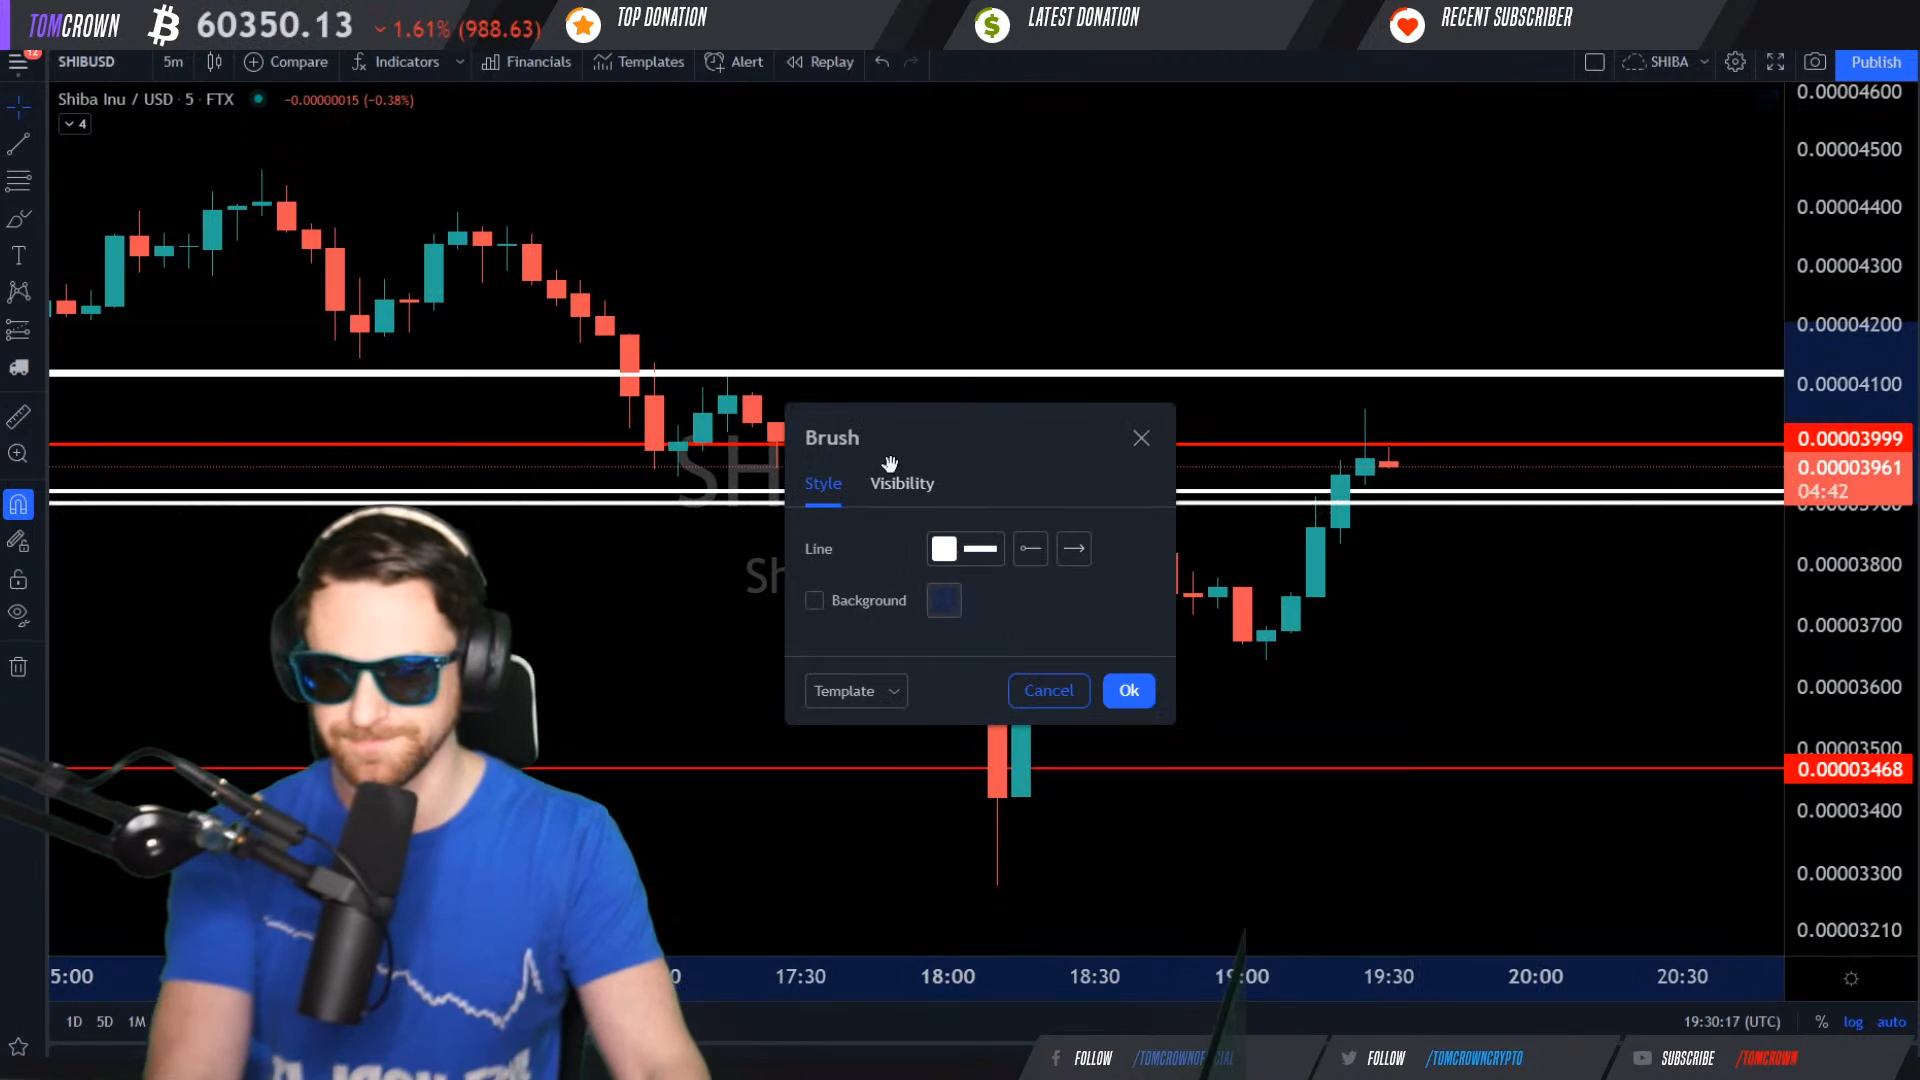 TOMCROWN
60350.13
1.61% (988.63)
TOP DONATION
LATEST DONATION
RECENT SUBSCRIBER
12
SHIBUSD
5m
Compare
Indicators
Financials
Templates
Alert
Replay
SHIBA
Publish
Shiba Inu / USD · 5 · FTX
−0.00000015 (−0.38%)
4
0.00004600
0.00004500
0.00004400
0.00004300
0.00004200
0.00004100
0.00003999
0.00003961
04:42
0.00003800
0.00003700
0.00003600
0.00003500
0.00003468
0.00003400
0.00003300
0.00003210
Brush
Style
Visibility
Line
Background
Template
Cancel
Ok
5:00
17:30
18:00
18:30
19:00
19:30
20:00
20:30
1D
5D
1M
19:30:17 (UTC)
%
log
auto
FOLLOW
FOLLOW
/TOMCROWNCRYPTO
SUBSCRIBE
/TOMCROWN